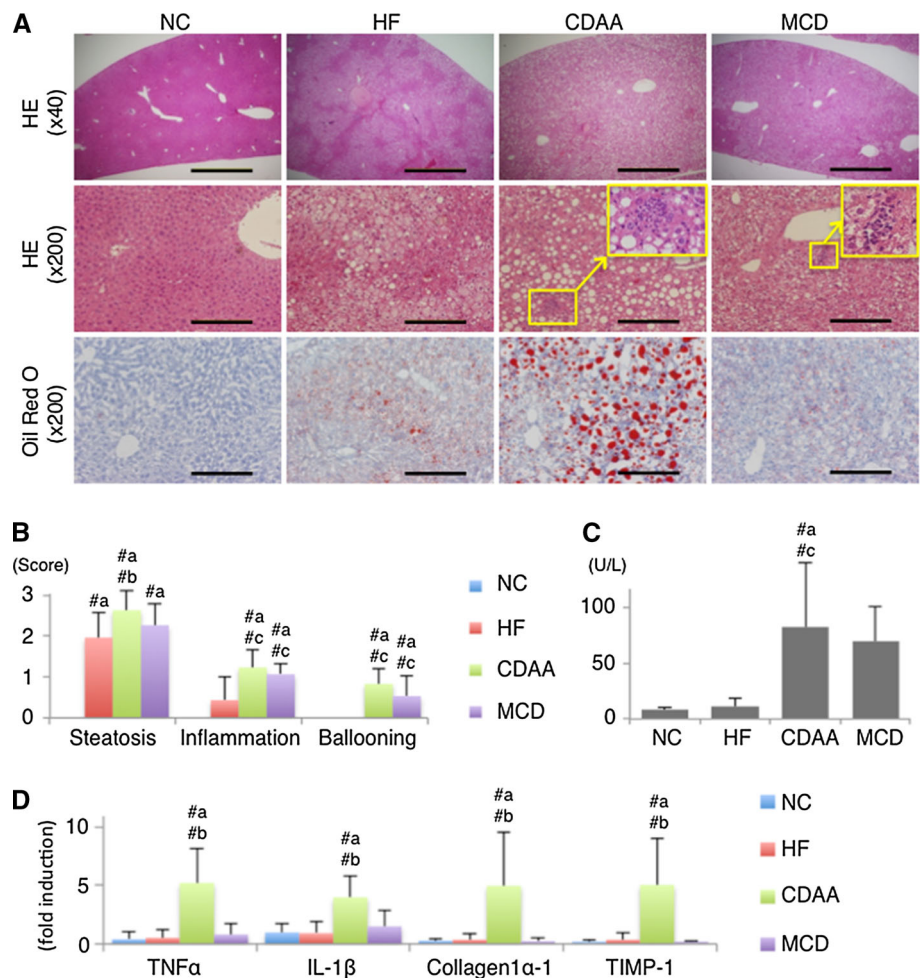 A
NC HF CDAA MCD
HE
(x40)
HE
(x200)
Oil Red O
(x200)
B
(Score)
3
2
1
0
#a
#a
#b
#a
#a
#c
#a
#c
#a
#c
#a
#c
Steatosis Inflammation Ballooning
NC
HF
CDAA
MCD
C
(U/L)
100
50
0
#a
#c
NC HF CDAA MCD
D
(fold induction)
10
5
0
#a
#b
#a
#b
#a
#b
#a
#b
TNFα IL-1β Collagen1α-1 TIMP-1
NC
HF
CDAA
MCD